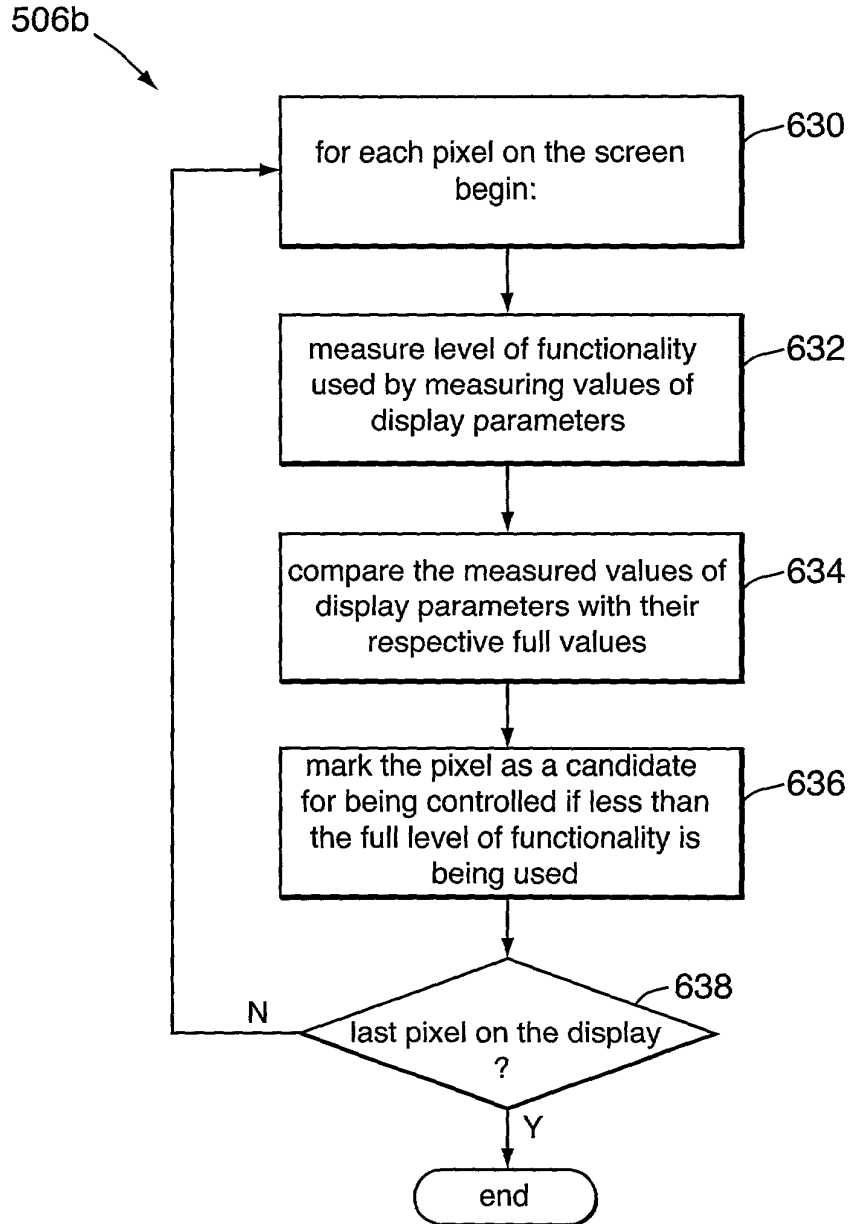 506b
for each pixel on the screen
begin:
630
measure level of functionality
used by measuring values of
display parameters
632
compare the measured values of
display parameters with their
respective full values
634
mark the pixel as a candidate
for being controlled if less than
the full level of functionality is
being used
636
638
last pixel on the display
?
N
Y
end